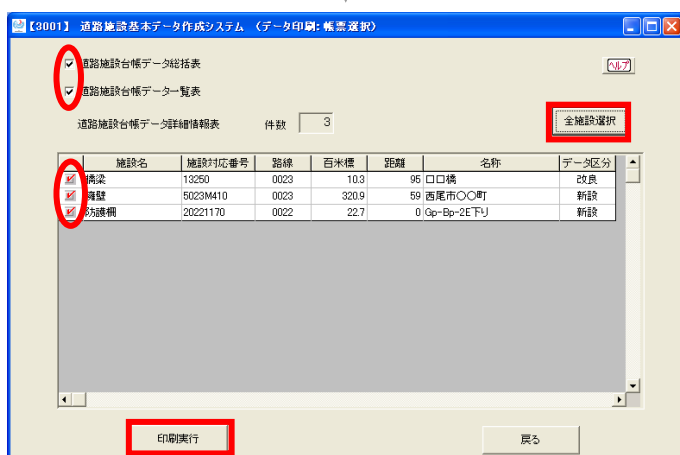 【3001】 道路施設基本データ作成システム （データ印刷：帳票選択）
道路施設台帳データ総括表
ヘルプ
道路施設台帳データ一覧表
道路施設台帳データ詳細情報表 件数 3 全施設選択
施設名 施設対応番号 路線 百米標 距離 名称 データ区分
橋梁 13250 0023 10.3 95 口口橋 改良
擁壁 5023M410 0023 320.9 59 西尾市〇〇町 新設
防護柵 20221170 0022 22.7 0 Gp-Bp-2E下り 新設
印刷実行 戻る